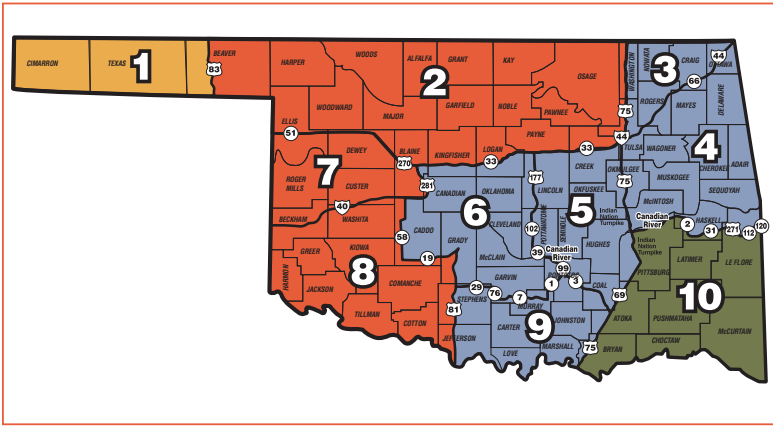 CIMARRON
TEXAS
1
83
BEAVER
HARPER
WOODS
ALFALFA
GRANT
KAY
OSAGE
2
WOODWARD
MAJOR
GARFIELD
NOBLE
PAWNEE
PAYNE
ELLIS
51
WASHINGTON
NOWATA
3
CRAIG
44
OTTAWA
66
ROGERS
MAYES
DELAWARE
75
44
TULSA
WAGONER
4
CHEROKEE
ADAIR
DEWEY
BLAINE
270
KINGFISHER
LOGAN
33
33
CREEK
OKMULGEE
75
MUSKOGEE
SEQUOYAH
7
ROGER
MILLS
CUSTER
281
CANADIAN
OKLAHOMA
177
LINCOLN
OKFUSKEE
McINTOSH
40
BECKHAM
WASHITA
6
5
Indian
Nation
Turnpike
Canadian
River
2
HASKELL
31
271
112
120
58
CADDO
CLEVELAND
102
POTTAWATOMIE
SEMINOLE
HUGHES
Indian
Nation
Turnpike
GREER
KIOWA
8
19
GRADY
McCLAIN
39
Canadian
River
99
PONTOTOC
PITTSBURG
LATIMER
LE FLORE
HARMON
JACKSON
COMANCHE
GARVIN
1
3
COAL
69
10
29
76
7
STEPHENS
MURRAY
81
TILLMAN
COTTON
CARTER
9
JOHNSTON
ATOKA
PUSHMATAHA
McCURTAIN
JEFFERSON
LOVE
MARSHALL
75
BRYAN
CHOCTAW